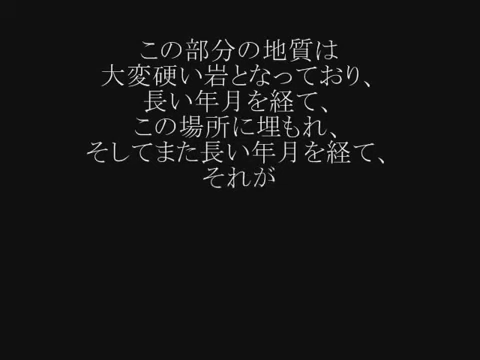 この部分の地質は
大変硬い岩となっており、
長い年月を経て、
この場所に埋もれ、
そしてまた長い年月を経て、
それが